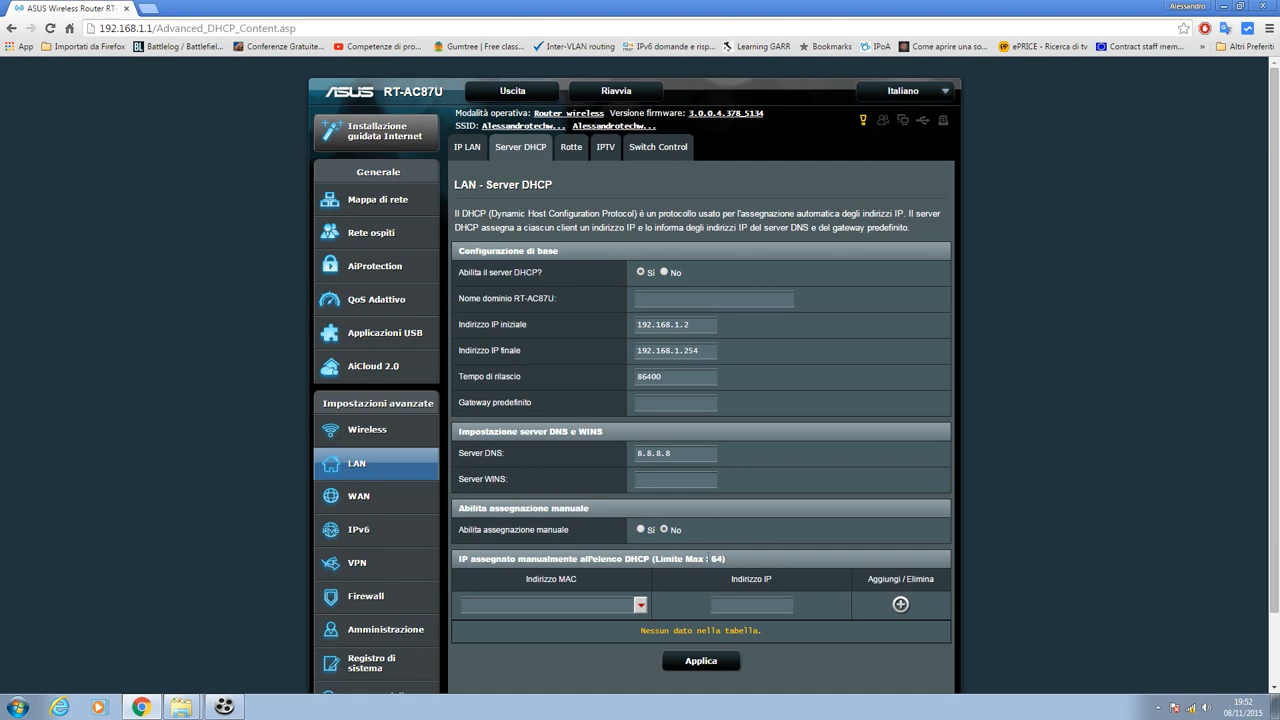 ASUS Wireless Router RT-
Alessandro
192.168.1.1/Advanced_DHCP_Content.asp
App Importati da Firefox Battlelog / Battlefiel... Conferenze Gratuite... Competenze di pro... Gumtree | Free class... Inter-VLAN routing IPv6 domande e risp... Learning GARR Bookmarks IPoA Come aprire una so... ePRICE - Ricerca di tv Contract staff mem... » Altri Preferiti
ASUS RT-AC87U Uscita Riavvia Italiano
Modalità operativa: Router wireless Versione firmware: 3.0.0.4.378_5134
SSID: Alessandrotechw... Alessandrotechw...
Installazione
guidata Internet
IP LAN Server DHCP Rotte IPTV Switch Control
Generale
Mappa di rete
Rete ospiti
AiProtection
QoS Adattivo
Applicazioni USB
AiCloud 2.0
Impostazioni avanzate
Wireless
LAN
WAN
IPv6
VPN
Firewall
Amministrazione
Registro di
sistema
LAN - Server DHCP
Il DHCP (Dynamic Host Configuration Protocol) è un protocollo usato per l'assegnazione automatica degli indirizzi IP. Il server
DHCP assegna a ciascun client un indirizzo IP e lo informa degli indirizzi IP del server DNS e del gateway predefinito.
Configurazione di base
Abilita il server DHCP? Sì No
Nome dominio RT-AC87U:
Indirizzo IP iniziale 192.168.1.2
Indirizzo IP finale 192.168.1.254
Tempo di rilascio 86400
Gateway predefinito
Impostazione server DNS e WINS
Server DNS: 8.8.8.8
Server WINS:
Abilita assegnazione manuale
Abilita assegnazione manuale Sì No
IP assegnato manualmente all'elenco DHCP (Limite Max : 64)
Indirizzo MAC Indirizzo IP Aggiungi / Elimina
Nessun dato nella tabella.
Applica
19:52
08/11/2015